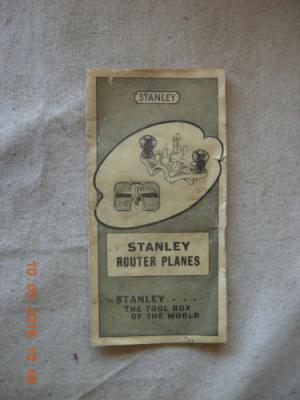 STANLEY
STANLEY
ROUTER PLANES
STANLEY . . .
THE TOOL BOX
OF THE WORLD